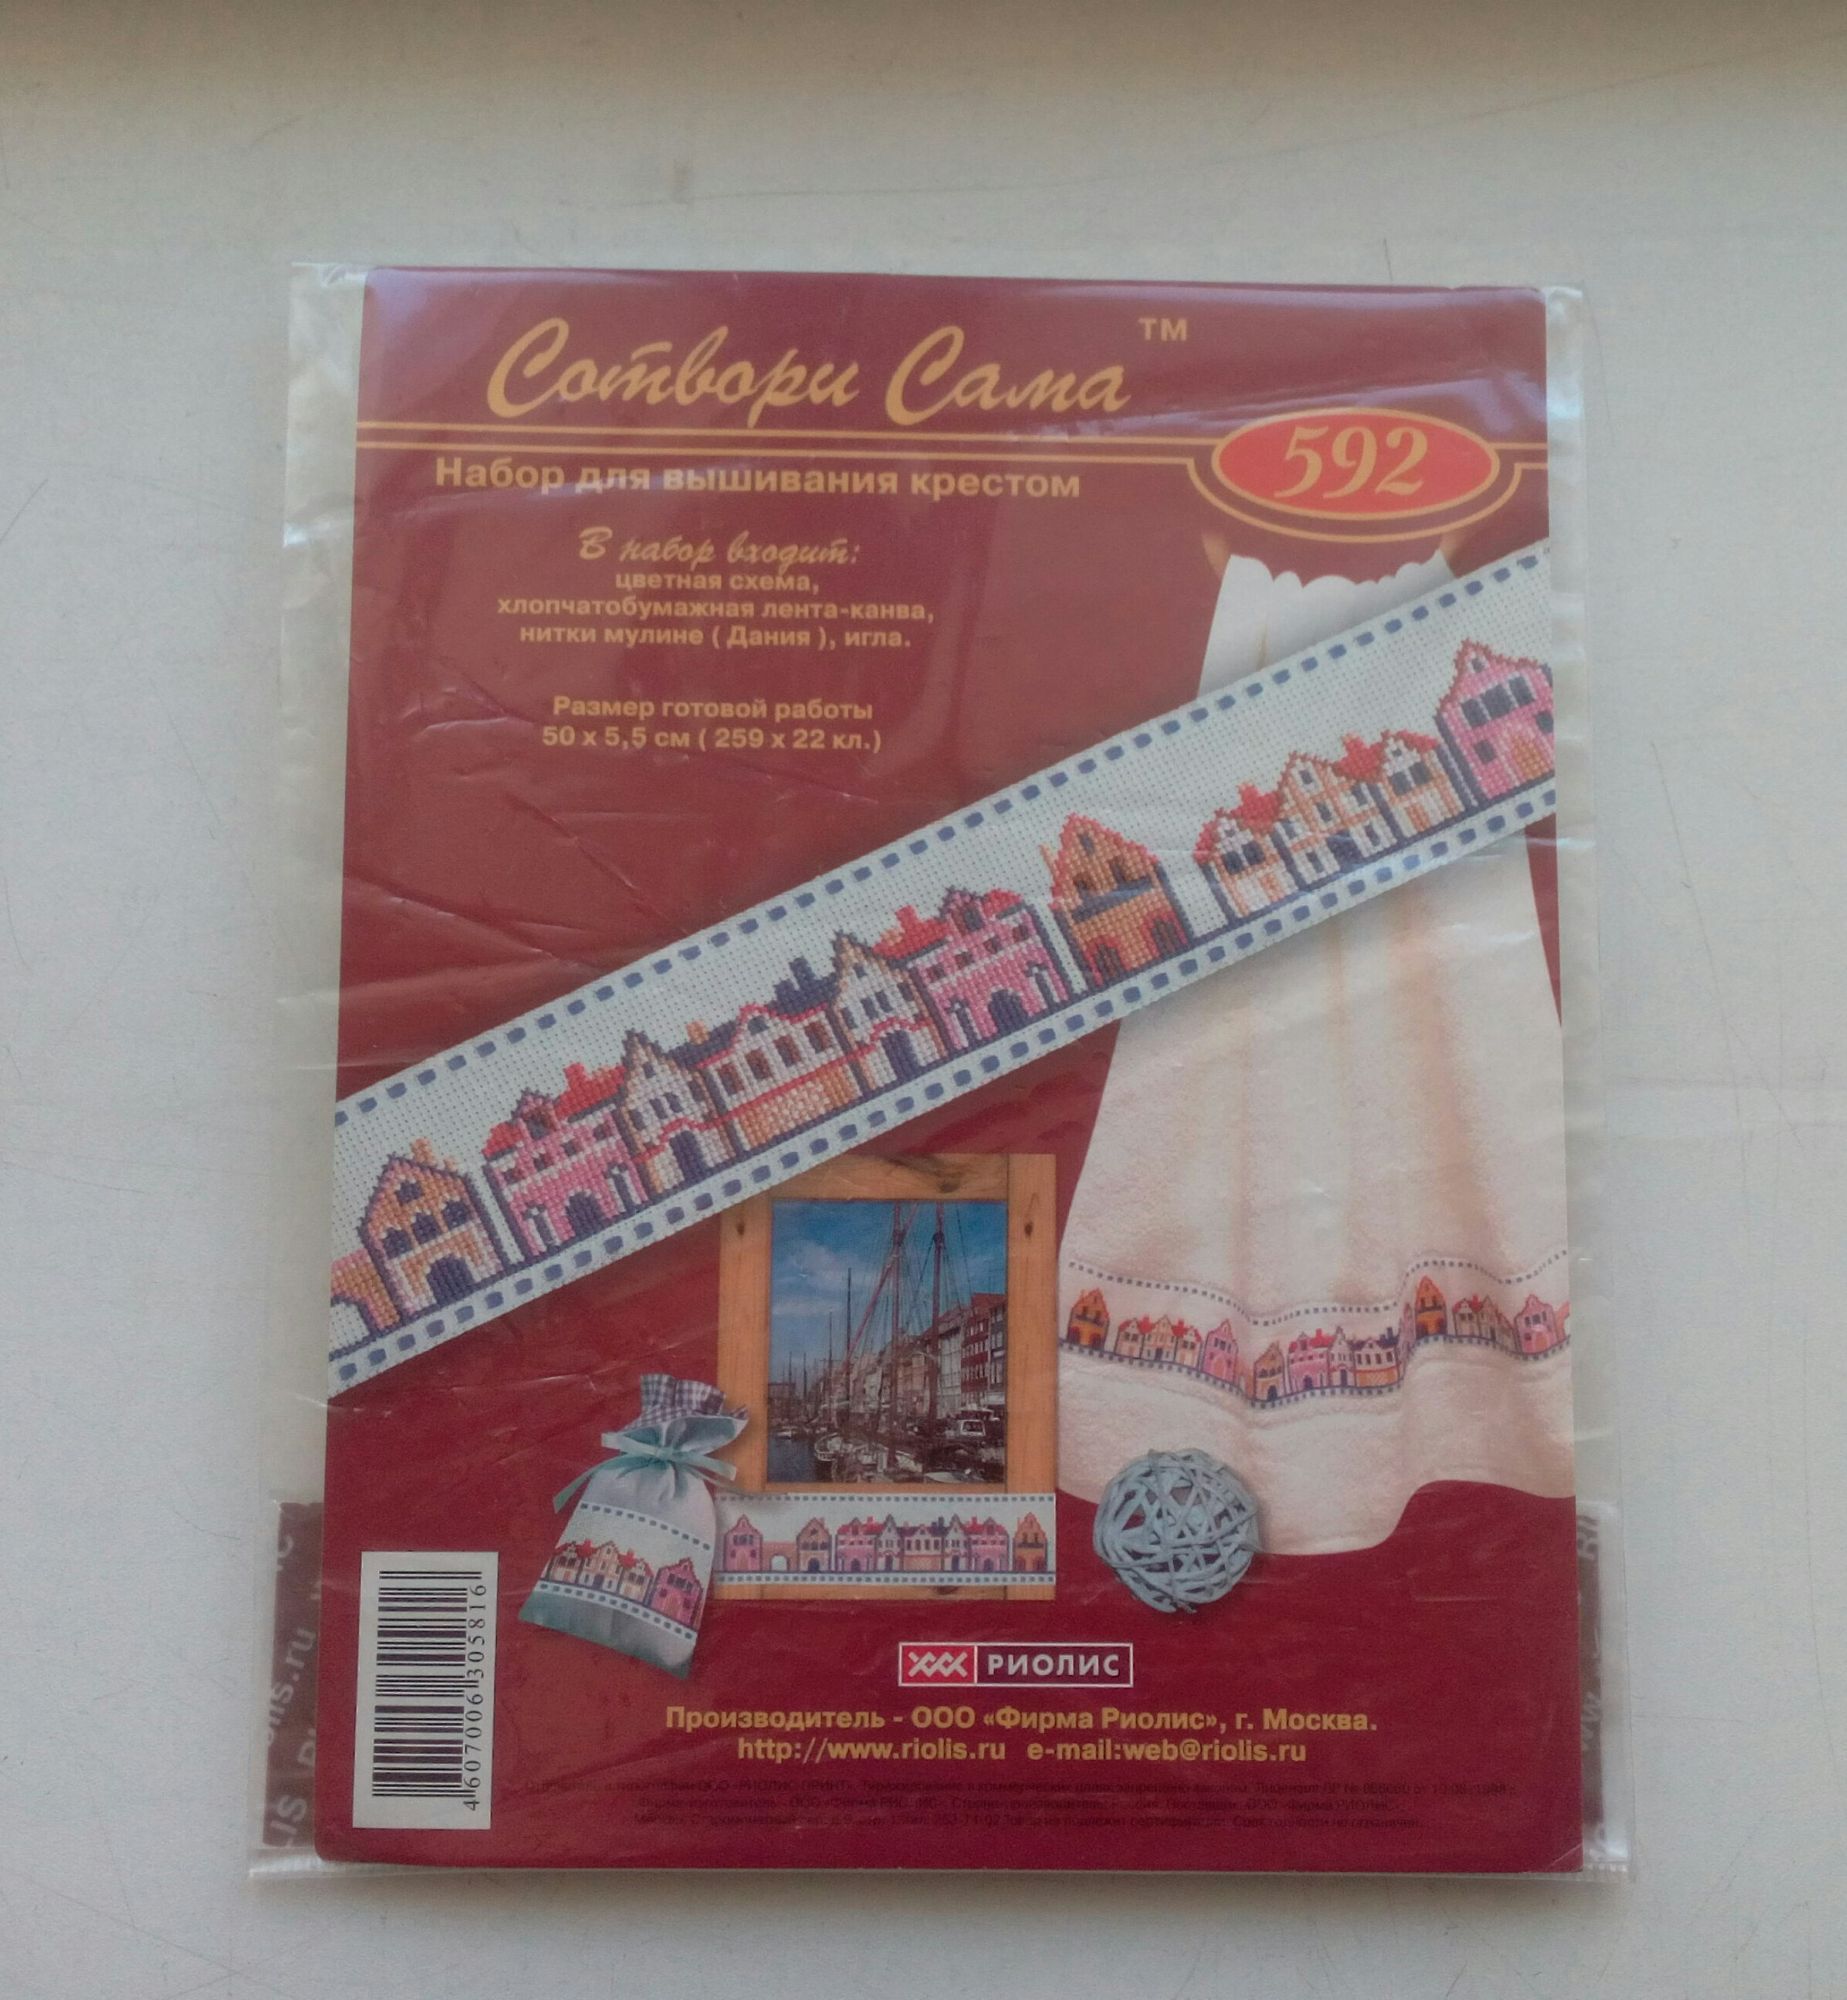 Сотвори Сама TM
592
Набор для вышивания крестом
В набор входит:
цветная схема,
хлопчатобумажная лента-канва,
нитки мулине ( Дания ), игла.
Размер готовой работы
50 х 5,5 см ( 259 х 22 кл.)
4607006305816
РИОЛИС
Производитель - ООО «Фирма Риолис», г. Москва.
http://www.riolis.ru e-mail:web@riolis.ru